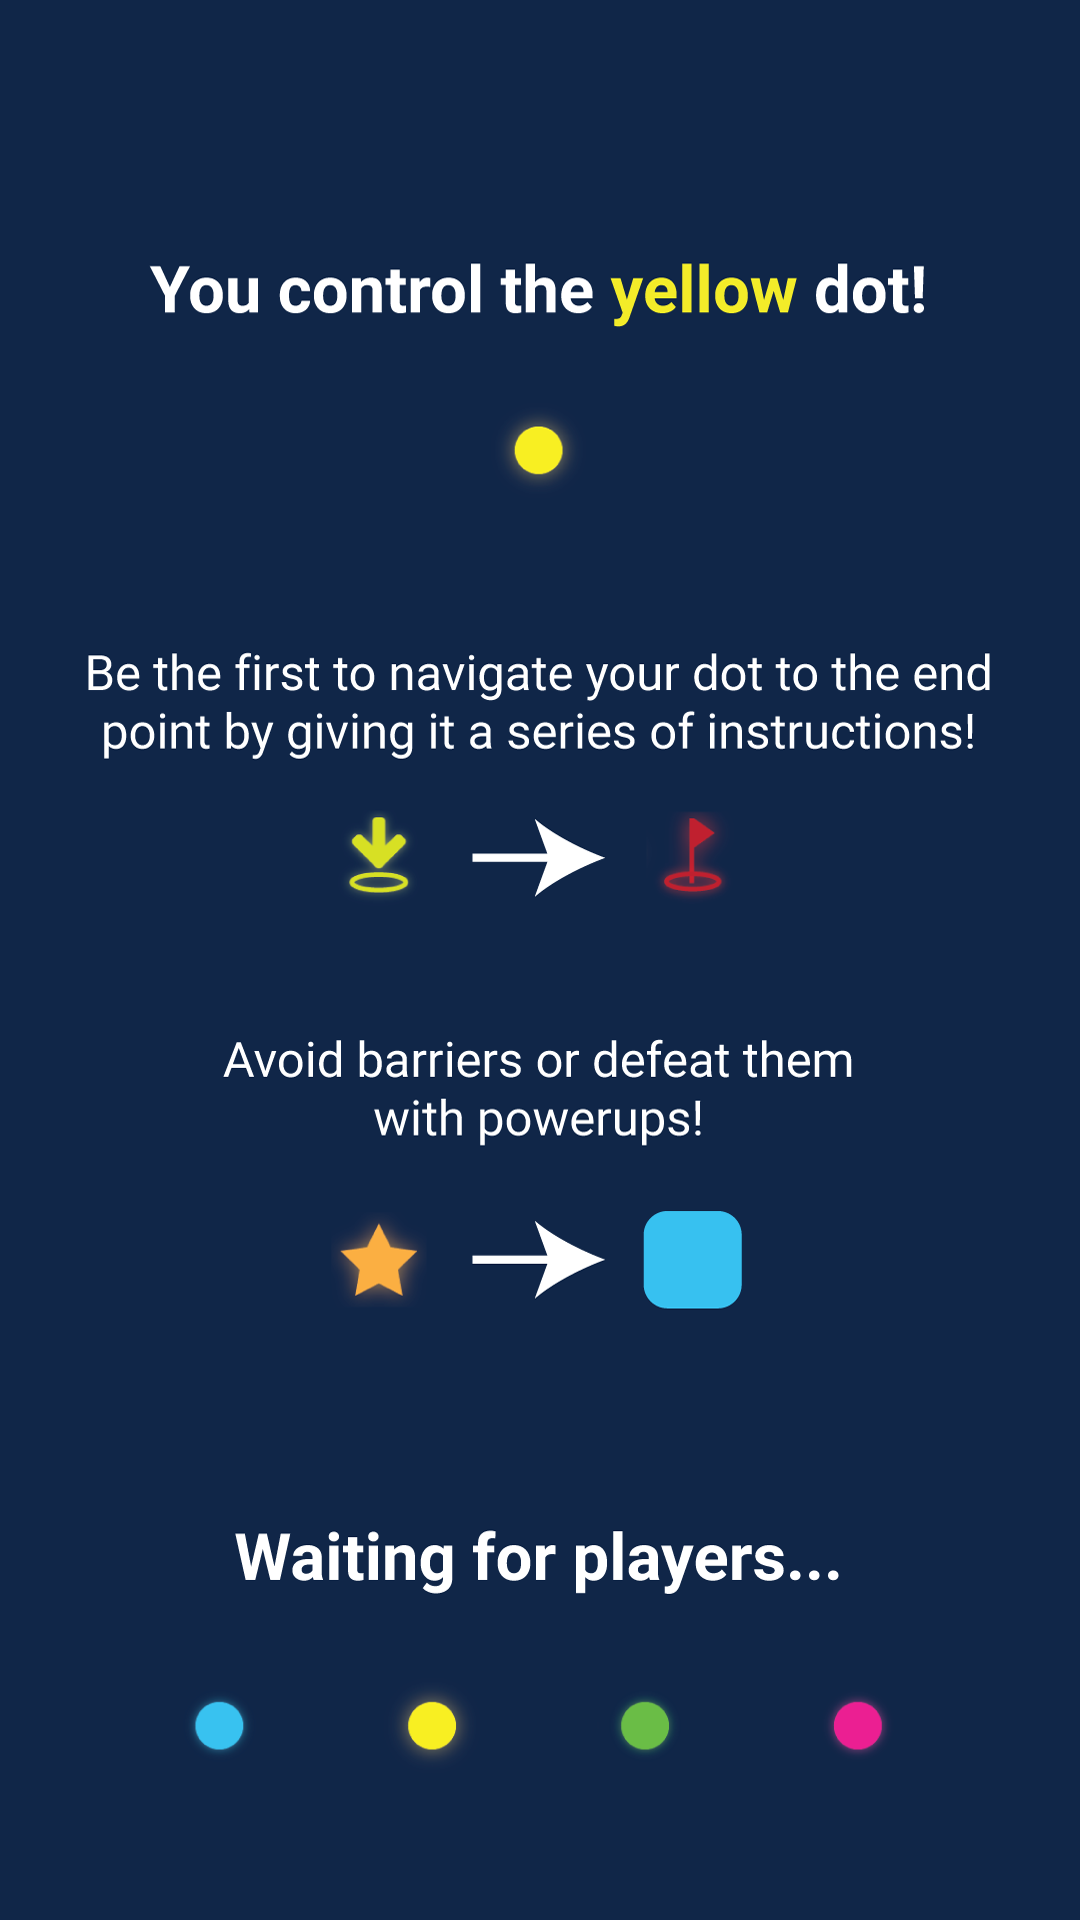 You control the yellow dot!
Be the first to navigate your dot to the end
point by giving it a series of instructions!
Avoid barriers or defeat them
with powerups!
Waiting for players...